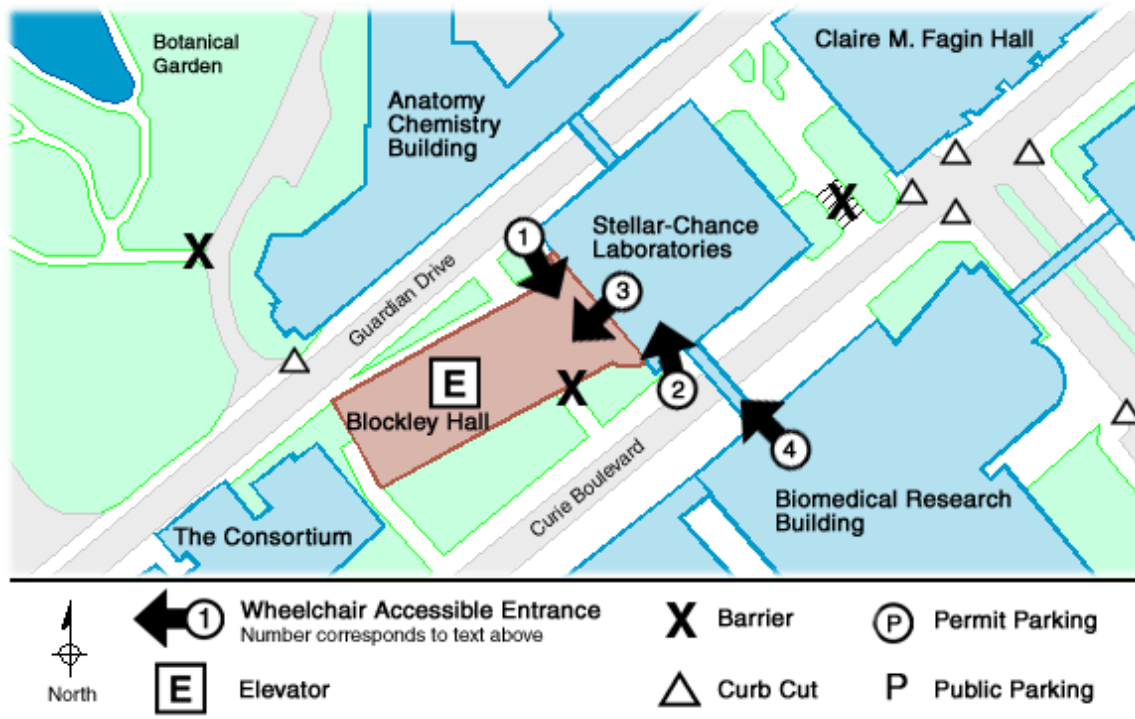 Botanical
Garden
Claire M. Fagin Hall
Anatomy
Chemistry
Building
X
X
Stellar-Chance
Laboratories
1
3
Guardian Drive
E
X
2
Blockley Hall
4
Curie Boulevard
Biomedical Research
Building
The Consortium
1
Wheelchair Accessible Entrance
Number corresponds to text above
X
Barrier
P
Permit Parking
North
E
Elevator
Curb Cut
P
Public Parking